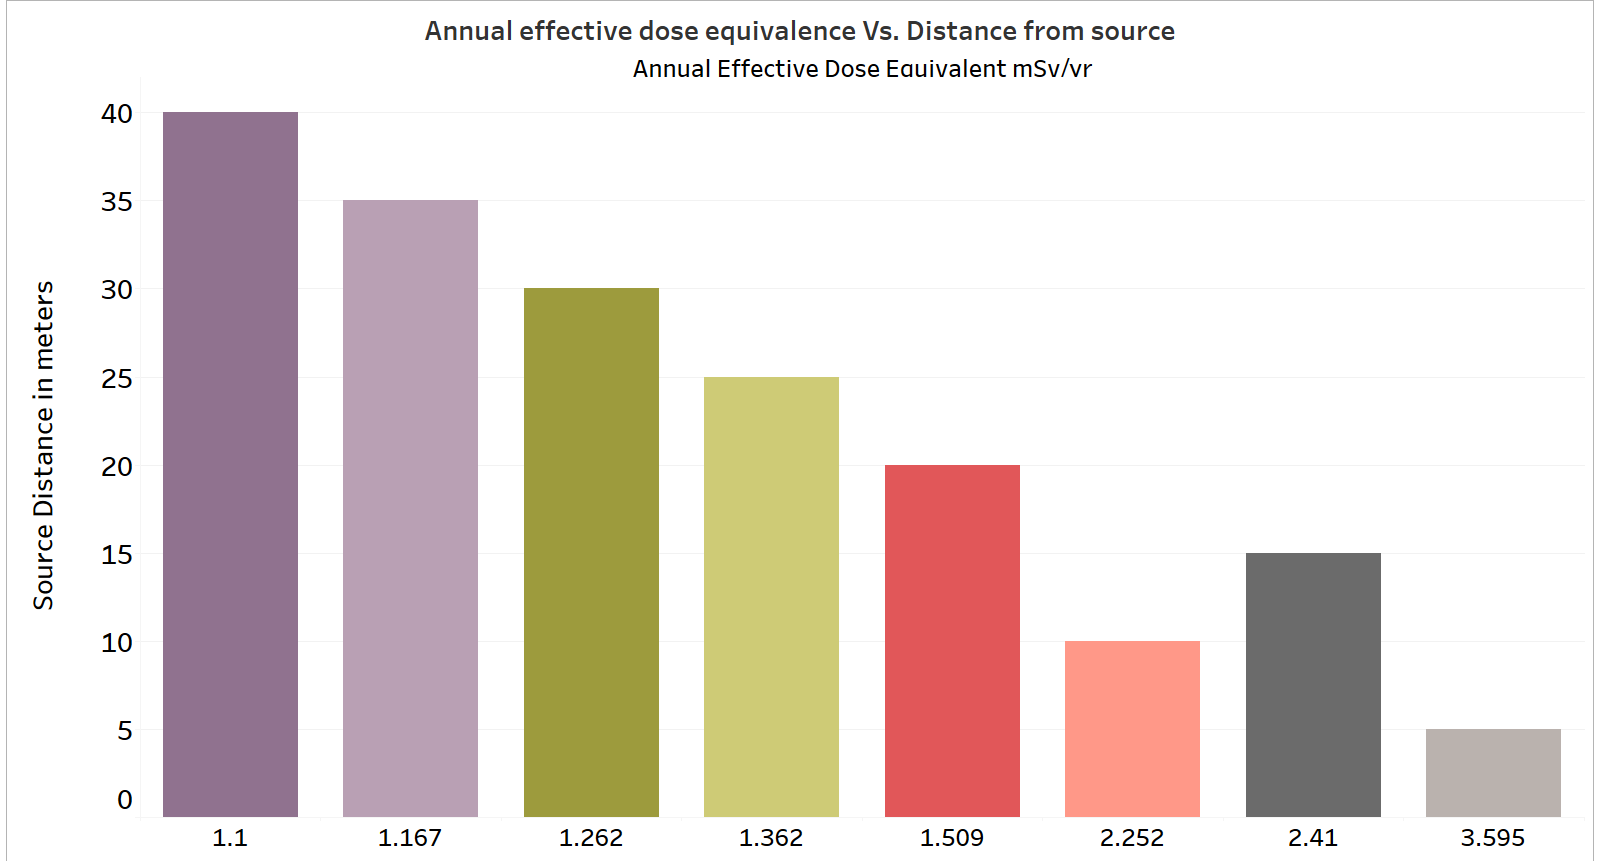 Annual effective dose equivalence Vs. Distance from source
Annual Effective Dose Equivalent mSv/yr
Source Distance in meters
40
35
30
25
20
15
10
5
0
1.1 1.167 1.262 1.362 1.509 2.252 2.41 3.595